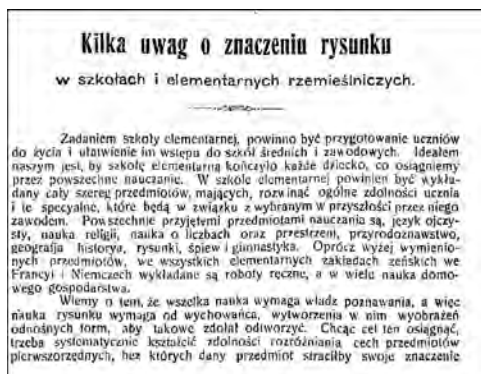 Kilka uwag o znaczeniu rysunku
w szkołach i elementarnych rzemieślniczych.
Zadaniem szkoły elementarnej, powinno być przygotowanie uczniów
do życia i ułatwienie im wstępu do szkół średnich i zawodowych. Ideałem
naszym jest, by szkołę elementarną kończyło każde dziecko, co osiągniemy
przez powszechne nauczanie. W szkole elementarnej powinien być wykła-
dany cały szereg przedmiotów, mających, rozwinąć ogólne zdolności ucznia
i te specyalne, które będą w związku z wybranym w przyszłości przez niego
zawodem. Powszechnie przyjętemi przedmiotami nauczania są, język ojczy-
sty, nauka religii, nauka o liczbach oraz przestrzeni, przyrodoznawstwo,
geografja historya, rysunki, śpiew i gimnastyka. Oprócz wyżej wymienio-
nych przedmiotów, we wszystkich elementarnych zakładach żeńskich we
Francyi i Niemczech wykładane są roboty ręczne, a w wielu nauka domo-
wego gospodarstwa.
Wiemy o tem, że wszelka nauka wymaga władz poznawania, a więc
nauka rysunku wymaga od wychowańca, wytworzenia w nim wyobrażeń
odnośnych form, aby takowe zdołał odtworzyć. Chcąc cel ten osiągnąć,
trzeba systematycznie kształcić zdolności rozróżniania cech przedmiotów
pierwszorzędnych, bez których dany przedmiot straciłby swoje znaczenie